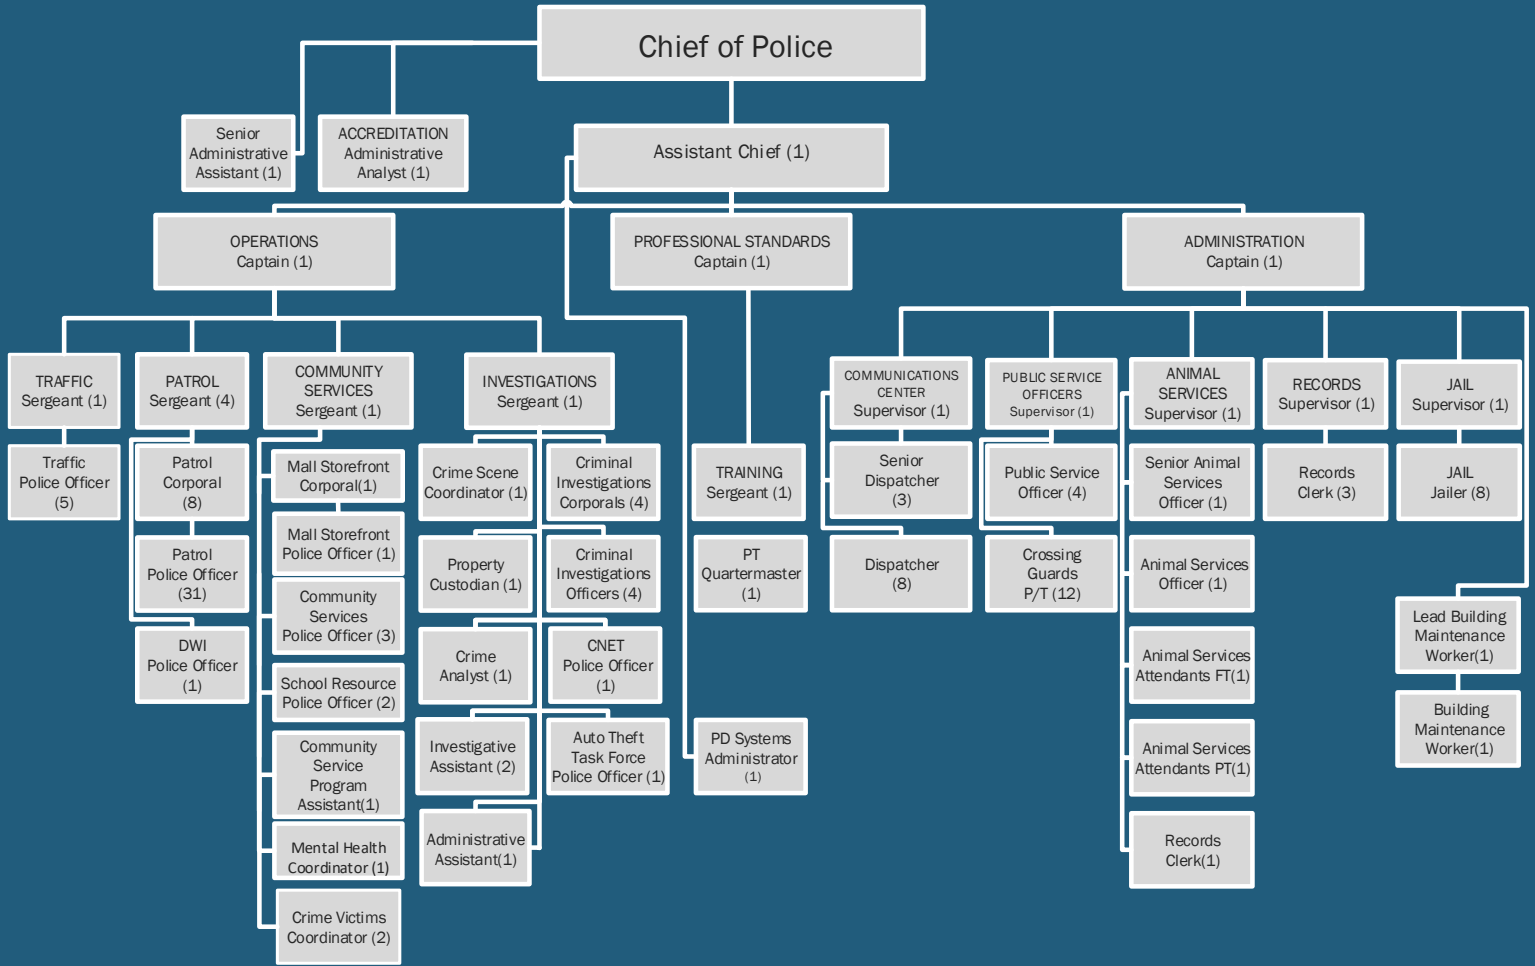 Chief of Police
Senior
Administrative
Assistant (1)
ACCREDITATION
Administrative
Analyst (1)
Assistant Chief (1)
OPERATIONS
Captain (1)
PROFESSIONAL STANDARDS
Captain (1)
ADMINISTRATION
Captain (1)
TRAFFIC
Sergeant (1)
Traffic
Police Officer
(5)
PATROL
Sergeant (4)
Patrol
Corporal
(8)
Patrol
Police Officer
(31)
DWI
Police Officer
(1)
COMMUNITY
SERVICES
Sergeant (1)
Mall Storefront
Corporal(1)
Mall Storefront
Police Officer (1)
Community
Services
Police Officer (3)
School Resource
Police Officer (2)
Community
Service
Program
Assistant(1)
Mental Health
Coordinator (1)
Crime Victims
Coordinator (2)
INVESTIGATIONS
Sergeant (1)
Crime Scene
Coordinator (1)
Criminal
Investigations
Corporals (4)
Property
Custodian (1)
Criminal
Investigations
Officers (4)
Crime
Analyst (1)
CNET
Police Officer
(1)
Investigative
Assistant (2)
Auto Theft
Task Force
Police Officer (1)
Administrative
Assistant(1)
TRAINING
Sergeant (1)
PT
Quartermaster
(1)
PD Systems
Administrator
(1)
COMMUNICATIONS
CENTER
Supervisor (1)
Senior
Dispatcher
(3)
Dispatcher
(8)
PUBLIC SERVICE
OFFICERS
Supervisor (1)
Public Service
Officer (4)
Crossing
Guards
P/T (12)
ANIMAL
SERVICES
Supervisor (1)
Senior Animal
Services
Officer (1)
Animal Services
Officer (1)
Animal Services
Attendants FT(1)
Animal Services
Attendants PT(1)
Records
Clerk(1)
RECORDS
Supervisor (1)
Records
Clerk (3)
JAIL
Supervisor (1)
JAIL
Jailer (8)
Lead Building
Maintenance
Worker(1)
Building
Maintenance
Worker(1)